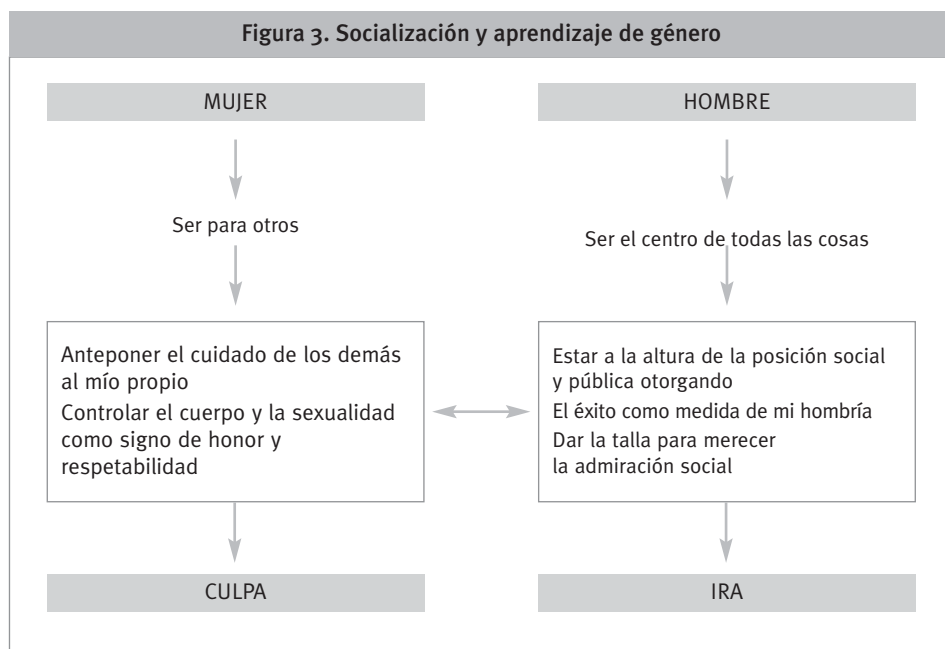 Figura 3. Socialización y aprendizaje de género
MUJER
Ser para otros
Anteponer el cuidado de los demás
al mío propio
Controlar el cuerpo y la sexualidad
como signo de honor y
respetabilidad
CULPA
HOMBRE
Ser el centro de todas las cosas
Estar a la altura de la posición social
y pública otorgando
El éxito como medida de mi hombría
Dar la talla para merecer
la admiración social
IRA